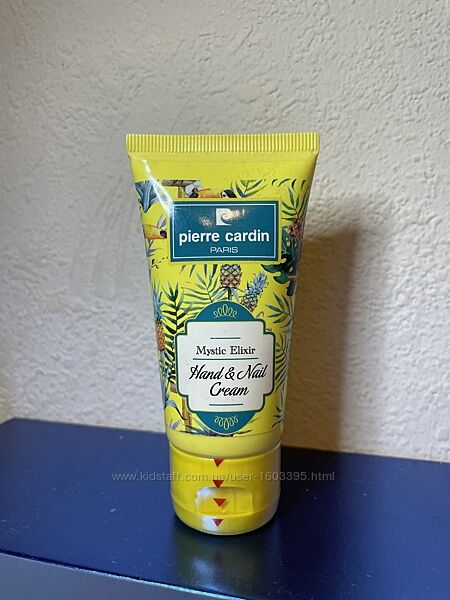 pierre cardin
PARIS
Mystic Elixir
Hand & Nail
Cream
www.kidstaff.com.ua/user-1603395.html